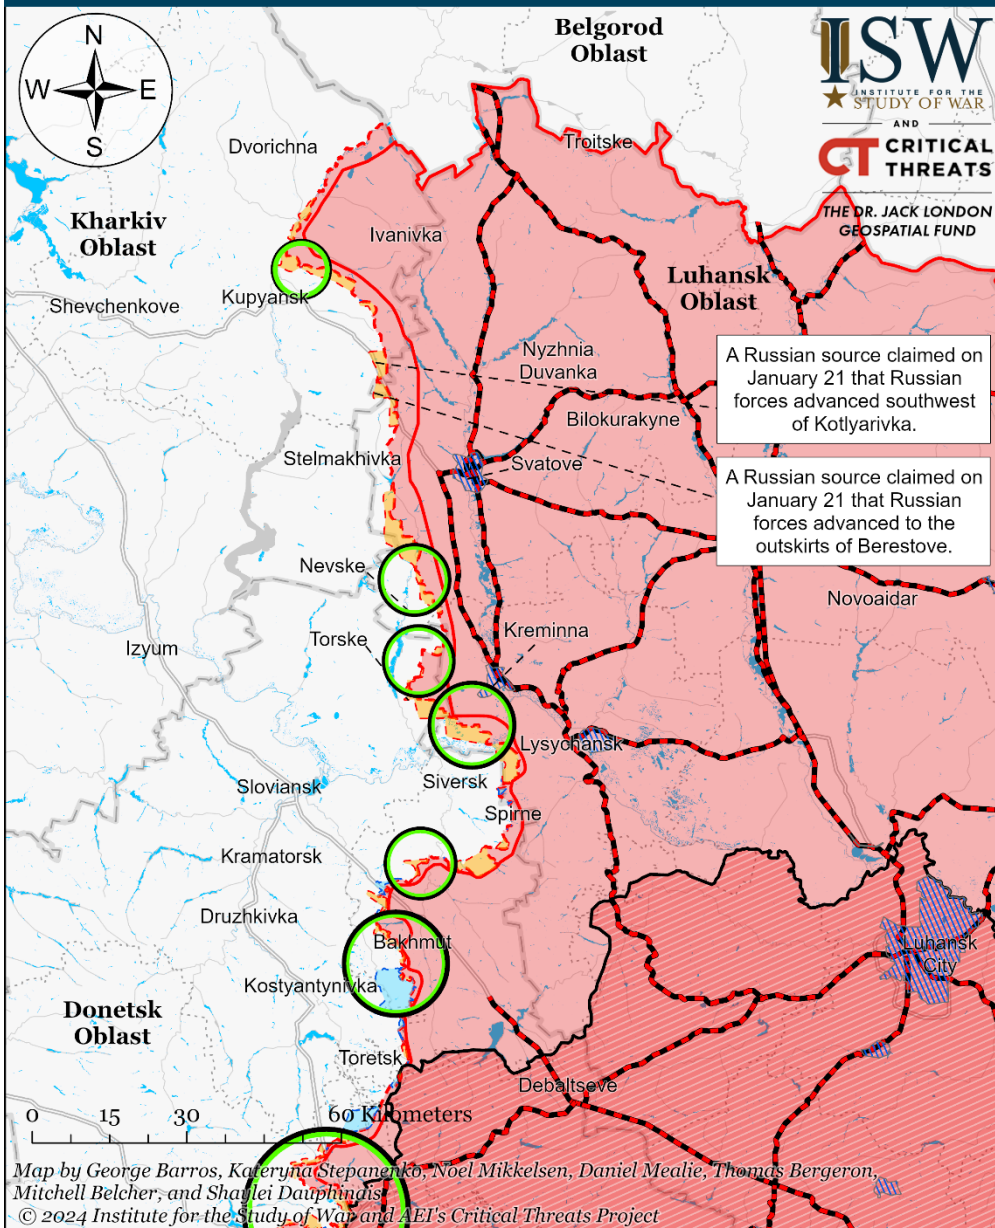 N
W
E
S
Belgorod
Oblast
ISW
INSTITUTE FOR THE
STUDY OF WAR
AND
CT CRITICAL
THREATS
THE DR. JACK LONDON
GEOSPATIAL FUND
Dvorichna
Troitske
Kharkiv
Oblast
Ivanivka
Luhansk
Oblast
Shevchenkove
Kupyansk
Nyzhnia
Duvanka
A Russian source claimed on
January 21 that Russian
forces advanced southwest
of Kotlyarivka.
Bilokurakyne
Stelmakhivka
Svatove
A Russian source claimed on
January 21 that Russian
forces advanced to the
outskirts of Berestove.
Nevske
Novoaidar
Torske
Kreminna
Izyum
Lysychansk
Siversk
Sloviansk
Spirne
Kramatorsk
Druzhkivka
Bakhmut
Luhansk
City
Kostyantynivka
Donetsk
Oblast
Toretsk
Debaltseve
0 15 30 60 Kilometers
Map by George Barros, Kateryna Stepanenko, Noel Mikkelsen, Daniel Mealie, Thomas Bergeron,
Mitchell Belcher, and Shaylei Dauphinais
© 2024 Institute for the Study of War and AEI's Critical Threats Project